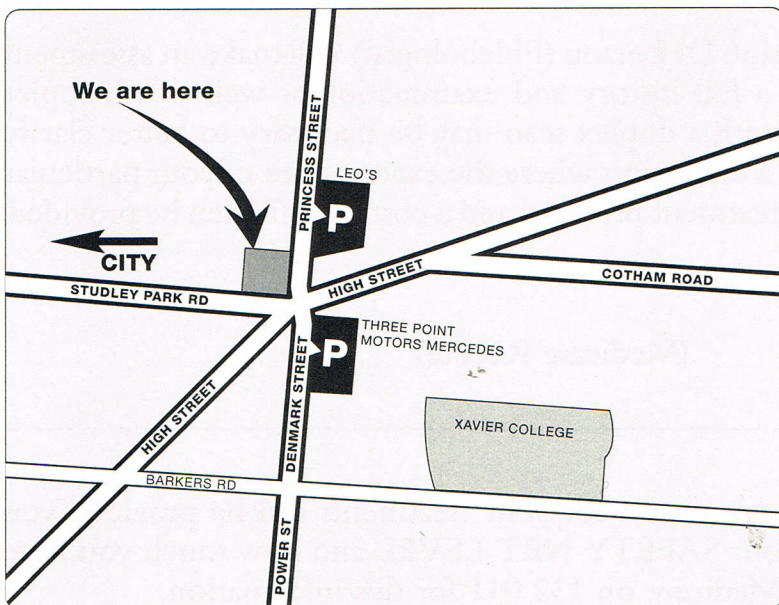 We are here
PRINCESS STREET
LEO'S
P
CITY
STUDLEY PARK RD
HIGH STREET
COTHAM ROAD
THREE POINT
MOTORS MERCEDES
P
DENMARK STREET
HIGH STREET
XAVIER COLLEGE
BARKERS RD
POWER ST